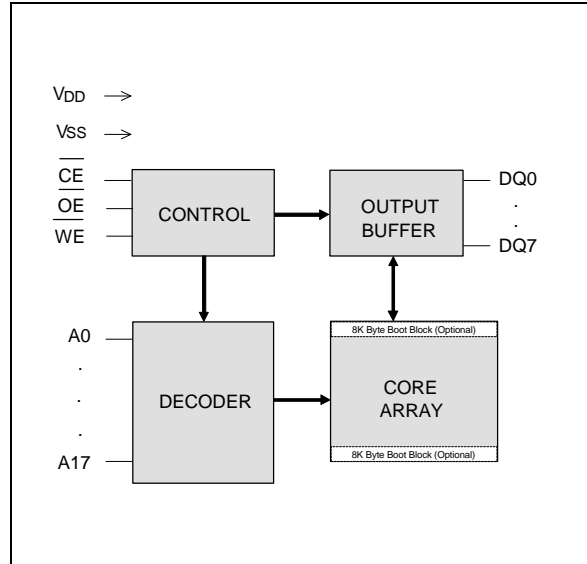 VDD
VSS
CE
OE
WE
CONTROL
OUTPUT
BUFFER
DQ0
.
.
DQ7
A0
.
.
.
A17
DECODER
8K Byte Boot Block (Optional)
CORE
ARRAY
8K Byte Boot Block (Optional)